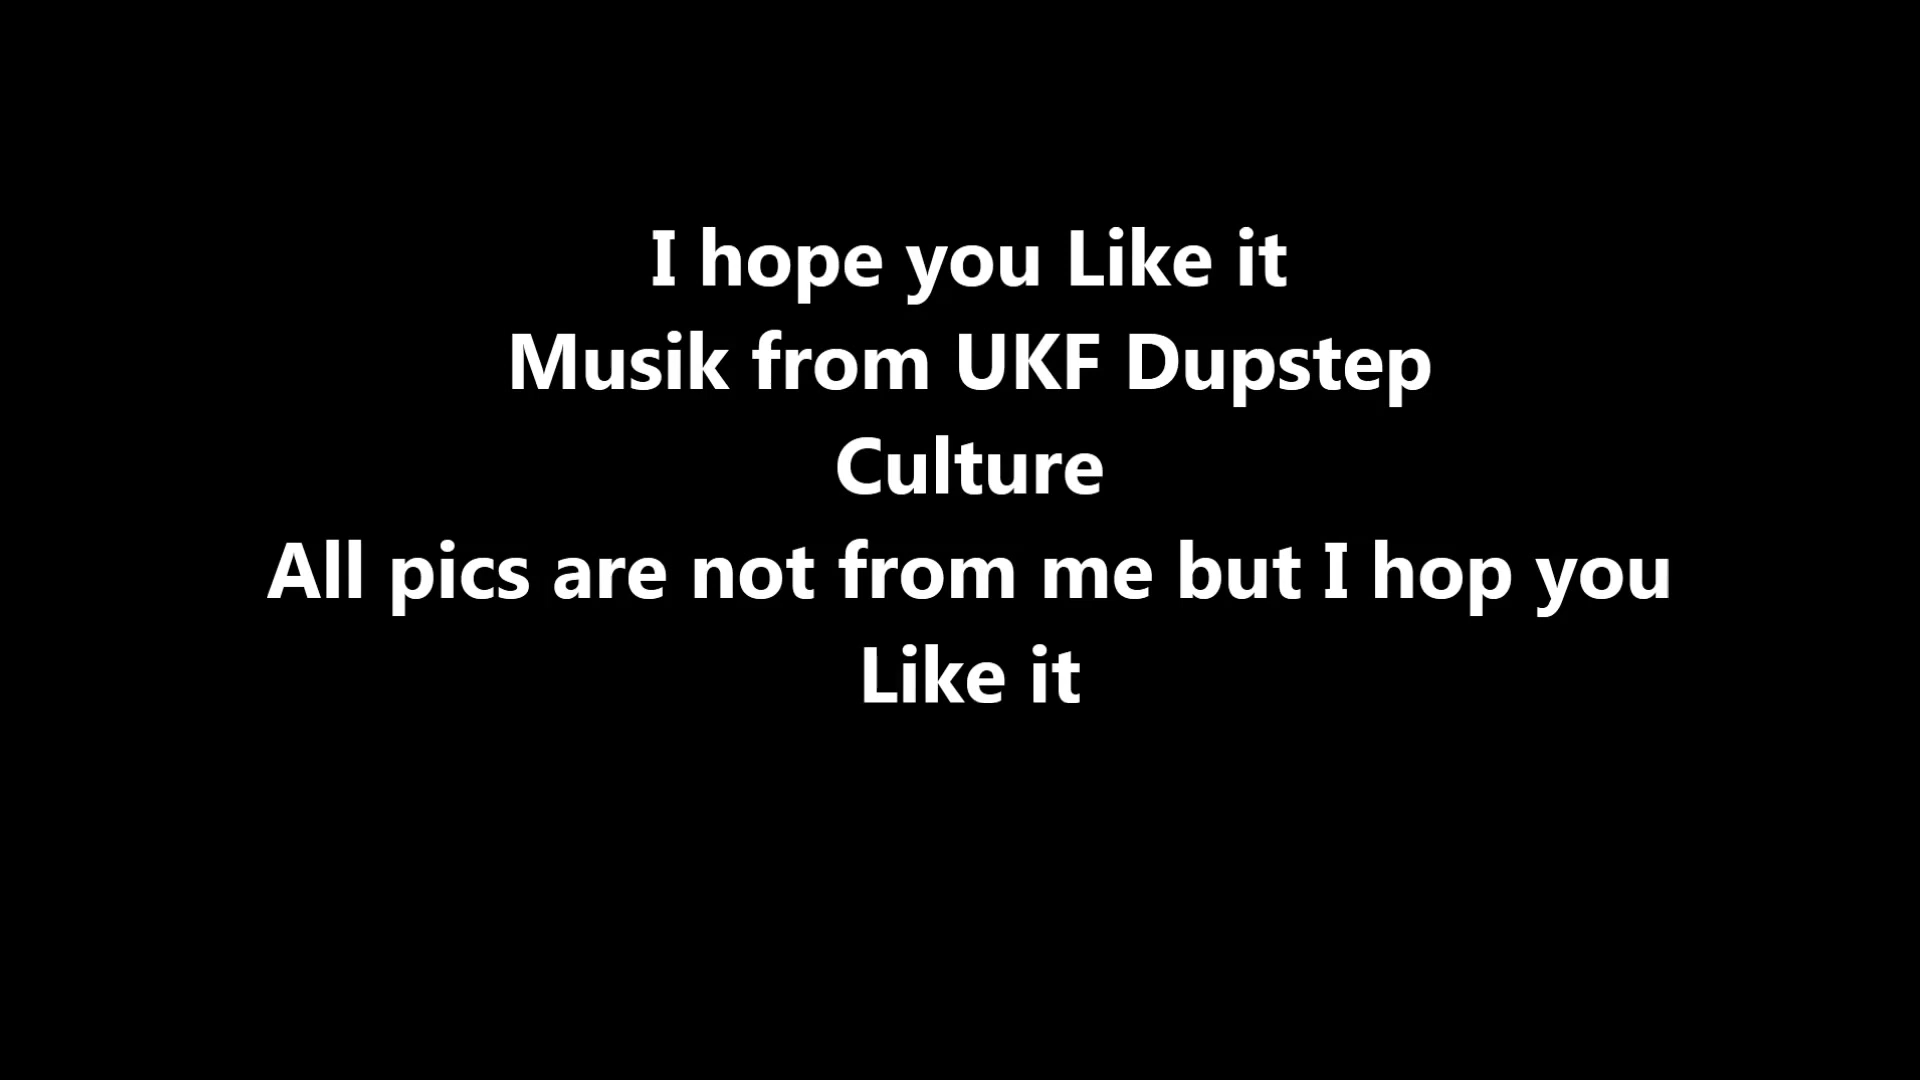 I hope you Like it
Musik from UKF Dupstep
Culture
All pics are not from me but I hop you
Like it